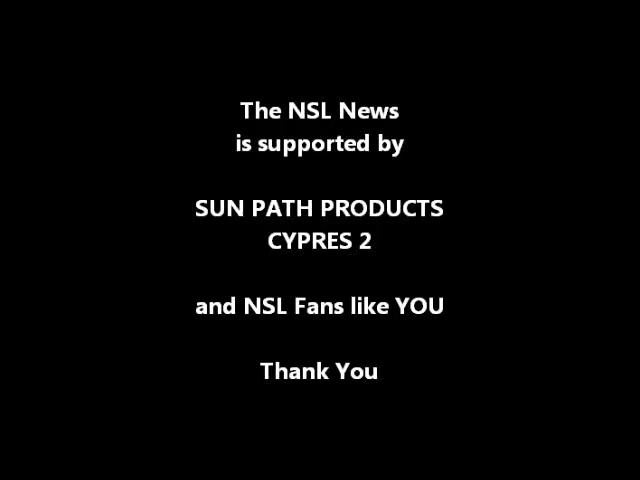 The NSL News
is supported by
SUN PATH PRODUCTS
CYPRES 2
and NSL Fans like YOU
Thank You